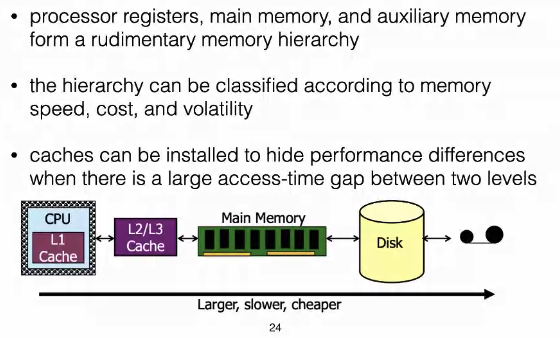 • processor registers, main memory, and auxiliary memory
form a rudimentary memory hierarchy
• the hierarchy can be classified according to memory
speed, cost, and volatility
• caches can be installed to hide performance differences
when there is a large access-time gap between two levels
CPU
L1
Cache
L2/L3
Cache
Main Memory
Disk
Larger, slower, cheaper
24